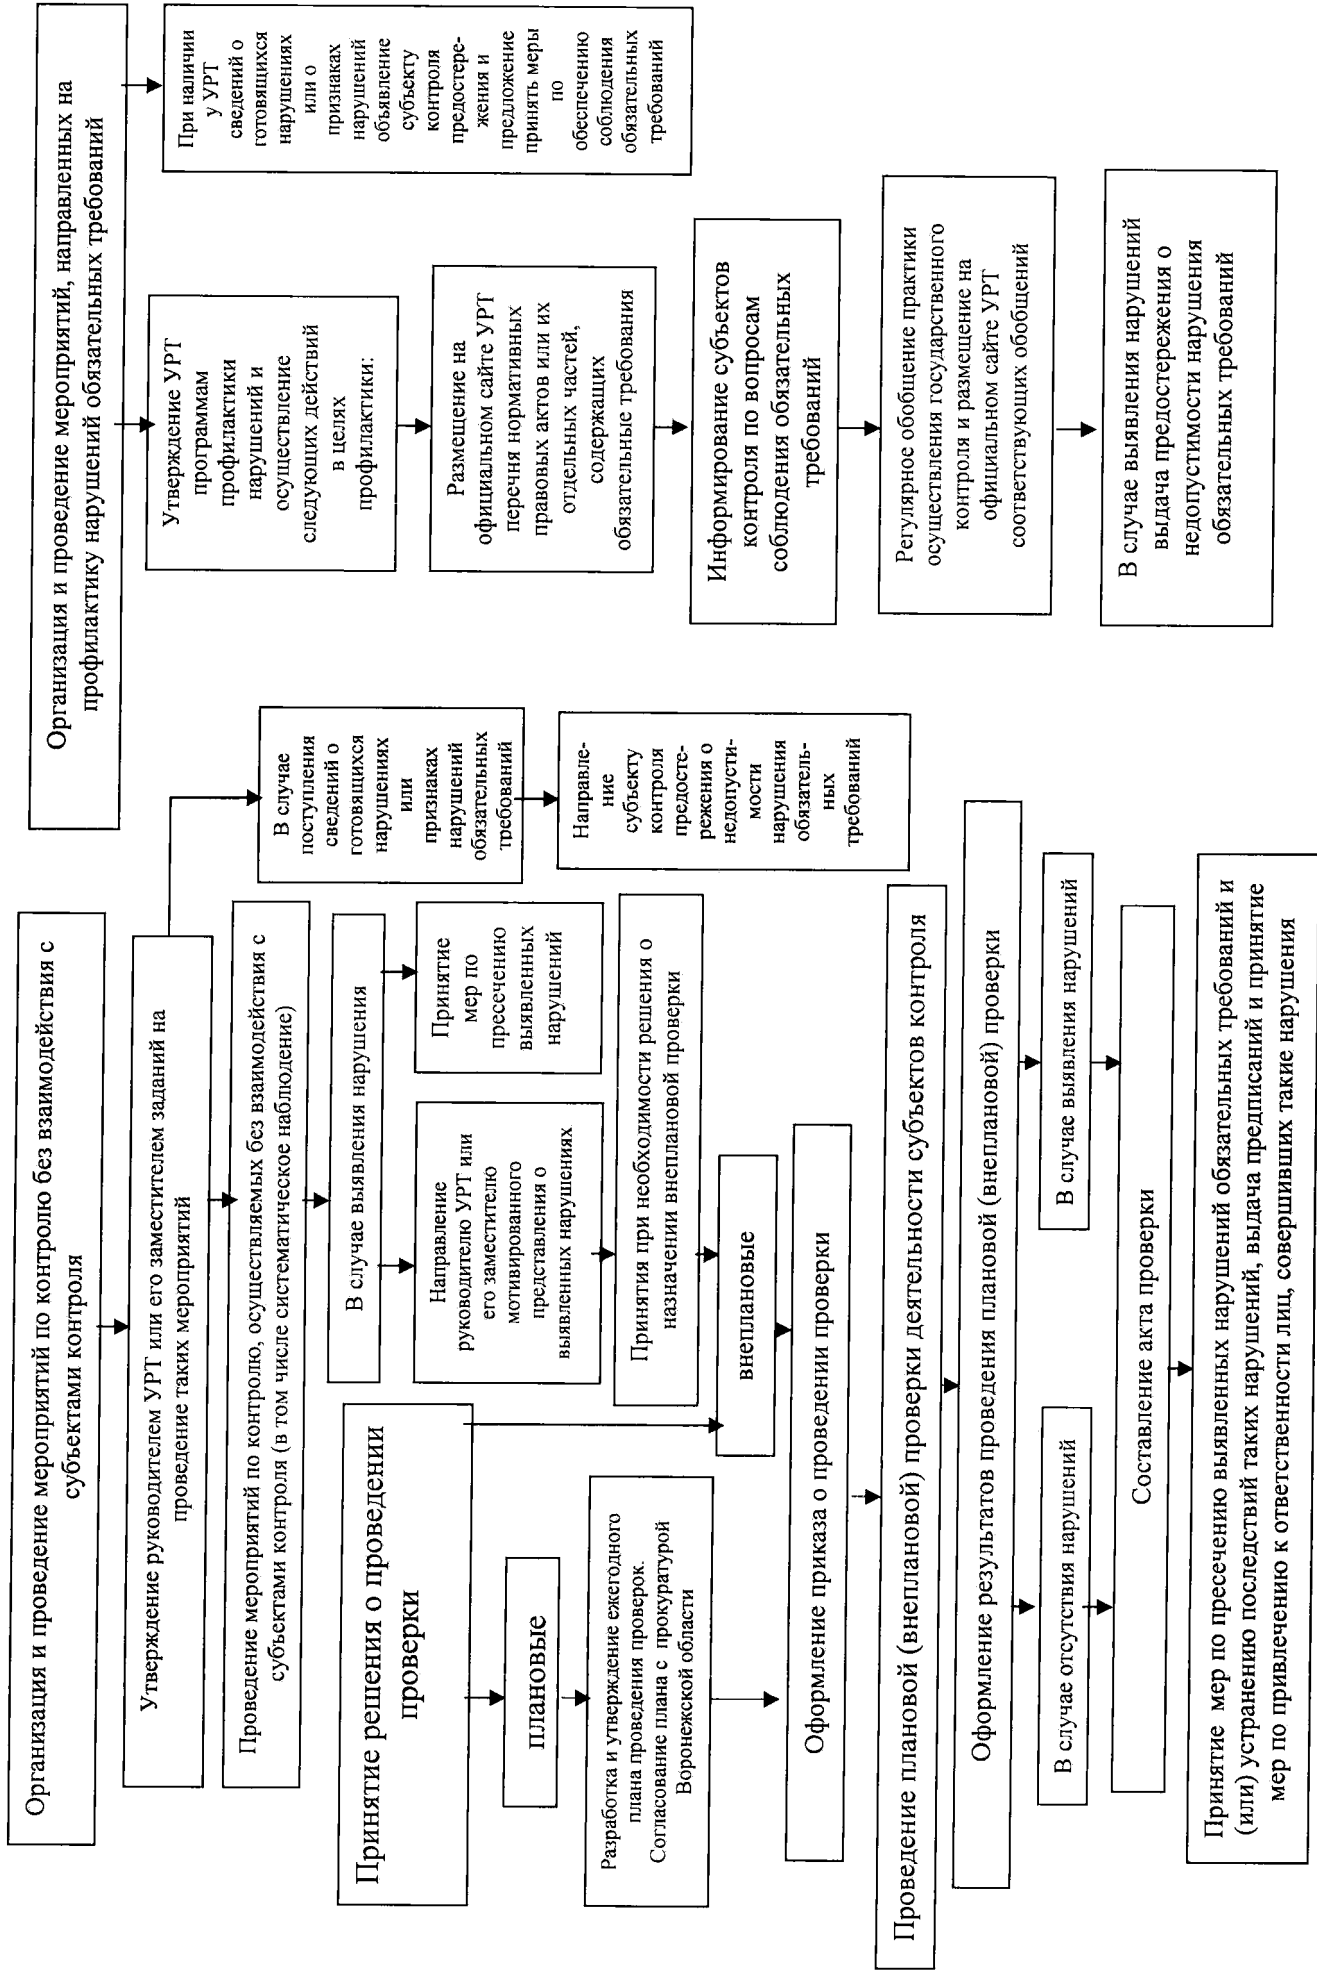 Организация и проведение мероприятий по контролю без взаимодействия с
субъектами контроля
Утверждение руководителем УРТ или его заместителем заданий на
проведение таких мероприятий
Проведение мероприятий по контролю, осуществляемых без взаимодействия с
субъектами контроля (в том числе систематическое наблюдение)
В случае выявления нарушения
Направление
руководителю УРТ или
его заместителю
мотивированного
представления о
выявленных нарушениях
Принятие
мер по
пресечению
выявленных
нарушений
Принятия при необходимости решения о
назначении внеплановой проверки
В случае
поступления
сведений о
готовящихся
нарушениях
или
признаках
нарушений
обязательных
требований
Направле-
ние
субъекту
контроля
предосте-
режения о
недопусти-
мости
нарушения
обязатель-
ных
требований
Принятие решения о проведении
проверки
плановые
внеплановые
Разработка и утверждение ежегодного
плана проведения проверок.
Согласование плана с прокуратурой
Воронежской области
Оформление приказа о проведении проверки
Проведение плановой (внеплановой) проверки деятельности субъектов контроля
Оформление результатов проведения плановой (внеплановой) проверки
В случае отсутствия нарушений
В случае выявления нарушений
Составление акта проверки
Принятие мер по пресечению выявленных нарушений обязательных требований и
(или) устранению последствий таких нарушений, выдача предписаний и принятие
мер по привлечению к ответственности лиц, совершивших такие нарушения
Организация и проведение мероприятий, направленных на
профилактику нарушений обязательных требований
Утверждение УРТ
программам
профилактики
нарушений и
осуществление
следующих действий
в целях
профилактики:
Размещение на
официальном сайте УРТ
перечня нормативных
правовых актов или их
отдельных частей,
содержащих
обязательные требования
Информирование субъектов
контроля по вопросам
соблюдения обязательных
требований
Регулярное обобщение практики
осуществления государственного
контроля и размещение на
официальном сайте УРТ
соответствующих обобщений
В случае выявления нарушений
выдача предостережения о
недопустимости нарушения
обязательных требований
При наличии
у УРТ
сведений о
готовящихся
нарушениях
или о
признаках
нарушений
объявление
субъекту
контроля
предостере-
жения и
предложение
принять меры
по
обеспечению
соблюдения
обязательных
требований